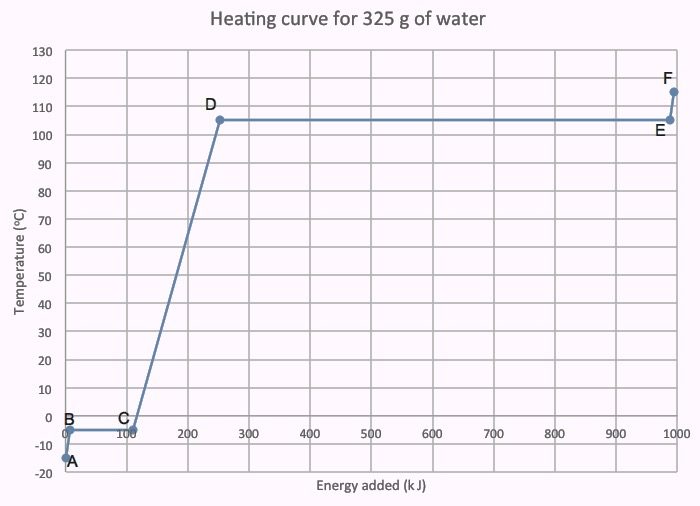 Heating curve for 325 g of water
130
120
F
110
D
100
E
90
80
70
60
50
40
30
20
10
0
B
C
0 100 200 300 400 500 600 700 800 900 1000
-10
A
-20
Temperature (°C)
Energy added (kJ)